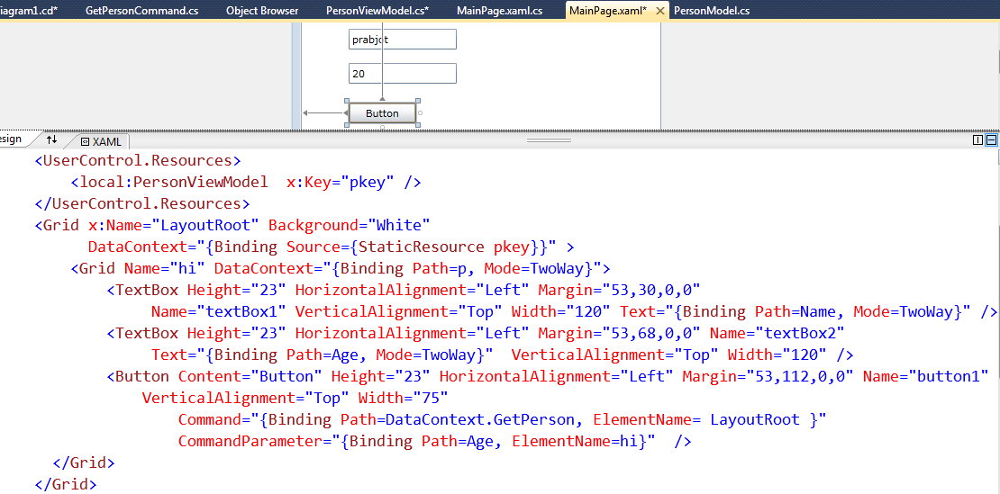 iagram1.cd* GetPersonCommand.cs Object Browser PersonViewModel.cs* MainPage.xaml.cs MainPage.xaml* PersonModel.cs
prabjot
20
Button
esign XAML
<UserControl.Resources>
<local:PersonViewModel x:Key="pkey" />
</UserControl.Resources>
<Grid x:Name="LayoutRoot" Background="White"
DataContext="{Binding Source={StaticResource pkey}}" >
<Grid Name="hi" DataContext="{Binding Path=p, Mode=TwoWay}">
<TextBox Height="23" HorizontalAlignment="Left" Margin="53,30,0,0"
Name="textBox1" VerticalAlignment="Top" Width="120" Text="{Binding Path=Name, Mode=TwoWay}" />
<TextBox Height="23" HorizontalAlignment="Left" Margin="53,68,0,0" Name="textBox2"
Text="{Binding Path=Age, Mode=TwoWay}" VerticalAlignment="Top" Width="120" />
<Button Content="Button" Height="23" HorizontalAlignment="Left" Margin="53,112,0,0" Name="button1"
VerticalAlignment="Top" Width="75"
Command="{Binding Path=DataContext.GetPerson, ElementName= LayoutRoot }"
CommandParameter="{Binding Path=Age, ElementName=hi}" />
</Grid>
</Grid>